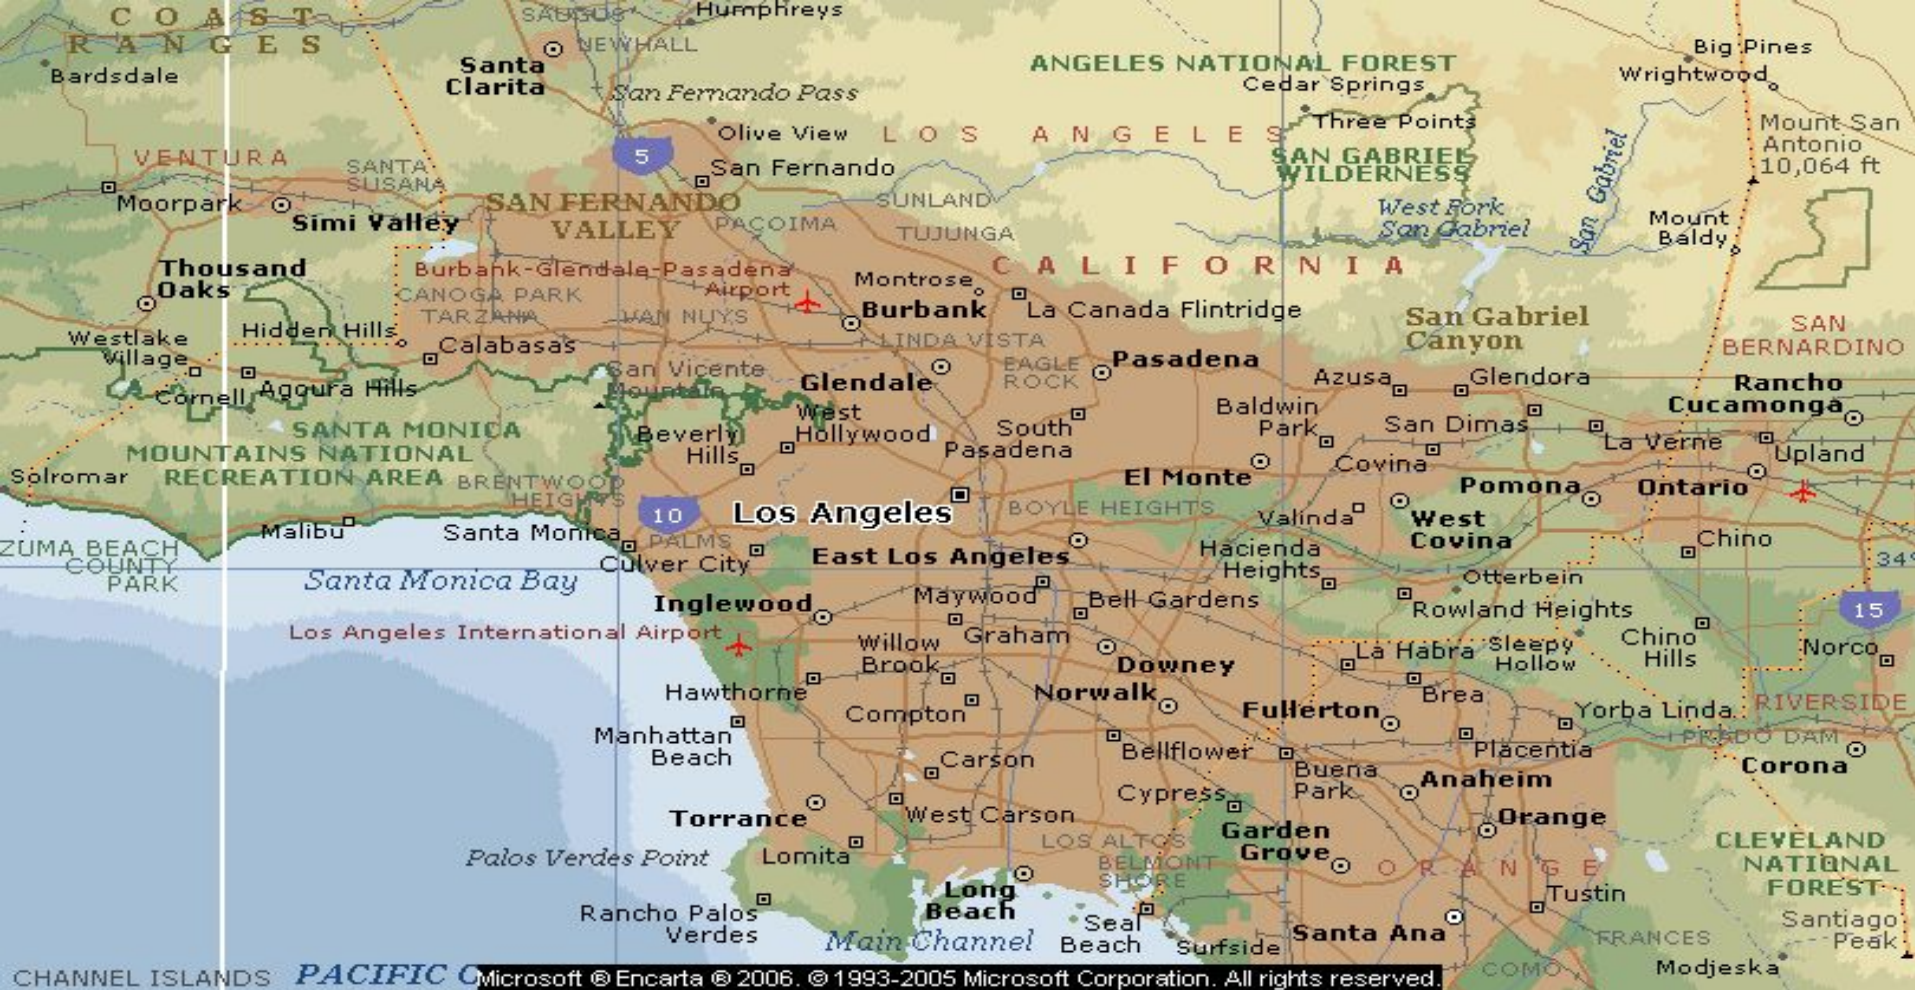 COAST
RANGES
Bardsdale
SAUGUS
Humphreys
NEWHALL
Santa
Clarita
San Fernando Pass
ANGELES NATIONAL FOREST
Cedar Springs
Big Pines
Wrightwood
Olive View
LOS ANGELES
Three Points
Mount San
Antonio
10,064 ft
VENTURA
SANTA
SUSANA
5
San Fernando
SAN GABRIEL
WILDERNESS
San Gabriel
Moorpark
Simi Valley
SAN FERNANDO
VALLEY
PACOIMA
SUNLAND
TUJUNGA
West Fork
San Gabriel
Mount
Baldy
Thousand
Oaks
Burbank-Glendale-Pasadena
Airport
CALIFORNIA
CANOGA PARK
TARZANA
VAN NUYS
Montrose
Burbank
La Canada Flintridge
San Gabriel
Canyon
SAN
BERNARDINO
Westlake
Village
Hidden Hills
Calabasas
LINDA VISTA
EAGLE
ROCK
Pasadena
Cornell
Agoura Hills
San Vicente
Mountain
Glendale
Azusa
Glendora
Rancho
Cucamonga
SANTA MONICA
MOUNTAINS NATIONAL
RECREATION AREA
Beverly
Hills
West
Hollywood
South
Pasadena
Baldwin
Park
San Dimas
La Verne
Upland
Covina
Solromar
BRENTWOOD
HEIGHTS
El Monte
Pomona
Ontario
10
Los Angeles
BOYLE HEIGHTS
Valinda
West
Covina
Malibu
Santa Monica
PALMS
Culver City
East Los Angeles
Hacienda
Heights
Chino
ZUMA BEACH
COUNTY
PARK
Santa Monica Bay
34°
Otterbein
Inglewood
Maywood
Bell Gardens
Rowland Heights
15
Los Angeles International Airport
Willow
Brook
Graham
Downey
La Habra
Sleepy
Hollow
Chino
Hills
Norco
Hawthorne
Compton
Norwalk
Fullerton
Brea
Yorba Linda
RIVERSIDE
Manhattan
Beach
Carson
Bellflower
Buena
Park
Placentia
PRADO DAM
Corona
Anaheim
Cypress
Torrance
West Carson
Garden
Grove
Orange
Palos Verdes Point
Lomita
LOS ALTOS
BELMONT
SHORE
ORANGE
CLEVELAND
NATIONAL
FOREST
Rancho Palos
Verdes
Long
Beach
Seal
Beach
Tustin
Main Channel
Surfside
Santa Ana
FRANCES
Santiago
Peak
CHANNEL ISLANDS
PACIFIC O
Microsoft ® Encarta ® 2006. © 1993-2005 Microsoft Corporation. All rights reserved.
COMO
Modjeska